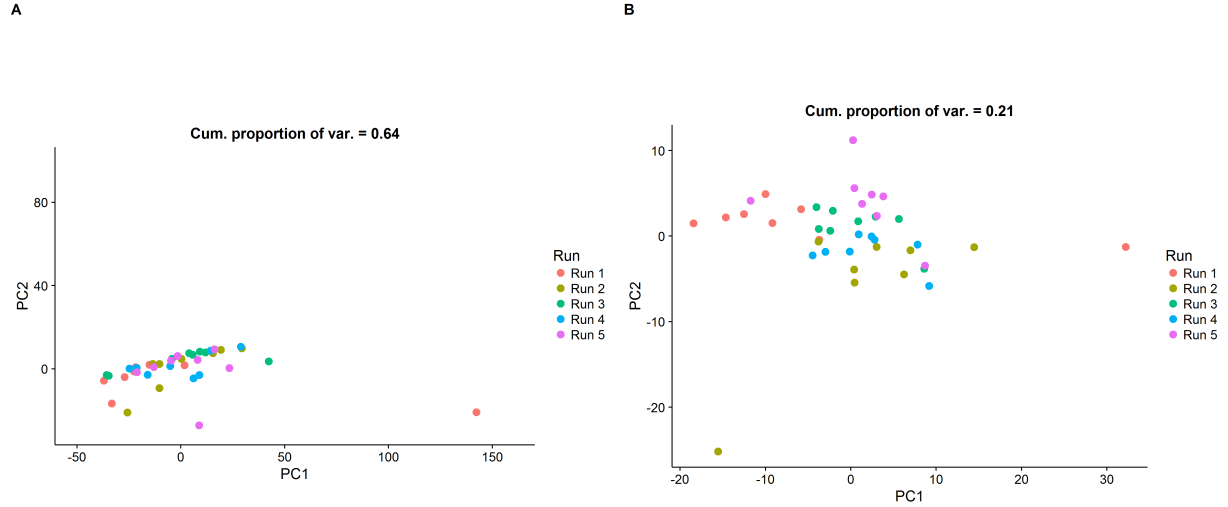 A
Cum. proportion of var. = 0.64
PC2
80
40
0
-50
0
50
100
150
PC1
Run
Run 1
Run 2
Run 3
Run 4
Run 5
B
Cum. proportion of var. = 0.21
PC2
10
0
-10
-20
-20
-10
0
10
20
30
PC1
Run
Run 1
Run 2
Run 3
Run 4
Run 5